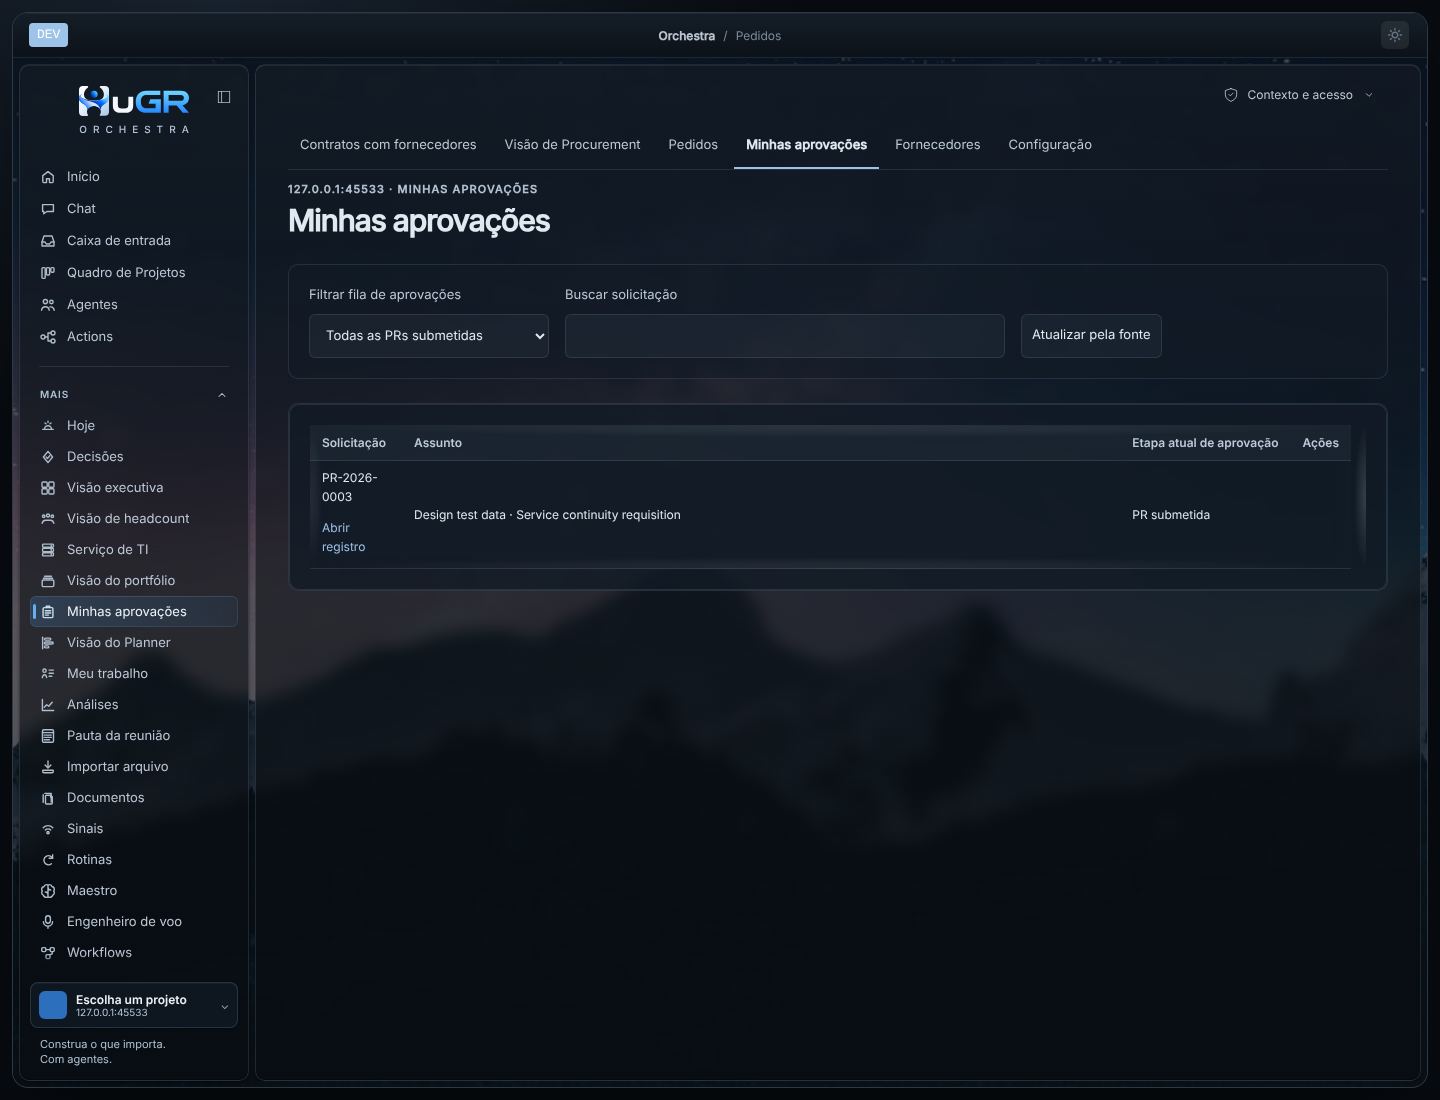 DEV
Orchestra / Pedidos
HuGR
ORCHESTRA
Início
Chat
Caixa de entrada
Quadro de Projetos
Agentes
Actions
MAIS
Hoje
Decisões
Visão executiva
Visão de headcount
Serviço de TI
Visão do portfólio
Minhas aprovações
Visão do Planner
Meu trabalho
Análises
Pauta da reunião
Importar arquivo
Documentos
Sinais
Rotinas
Maestro
Engenheiro de voo
Workflows
Escolha um projeto
127.0.0.1:45533
Construa o que importa.
Com agentes.
Contexto e acesso
Contratos com fornecedores Visão de Procurement Pedidos Minhas aprovações Fornecedores Configuração
127.0.0.1:45533 · MINHAS APROVAÇÕES
Minhas aprovações
Filtrar fila de aprovações Buscar solicitação
Todas as PRs submetidas Atualizar pela fonte
Solicitação Assunto Etapa atual de aprovação Ações
PR-2026-
0003
Abrir
registro
Design test data · Service continuity requisition
PR submetida